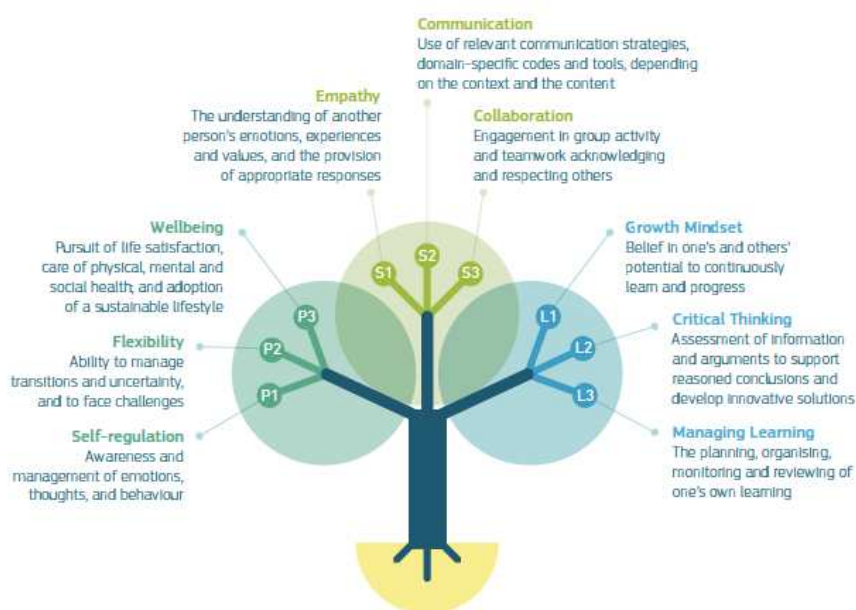 Communication
Use of relevant communication strategies,
domain-specific codes and tools, depending
on the context and the content
Empathy
The understanding of another
person's emotions, experiences
and values, and the provision
of appropriate responses
Collaboration
Engagement in group activity
and teamwork acknowledging
and respecting others
Wellbeing
Pursuit of life satisfaction,
care of physical, mental and
social health; and adoption
of a sustainable lifestyle
Flexibility
Ability to manage
transitions and uncertainty,
and to face challenges
Self-regulation
Awareness and
management of emotions,
thoughts, and behaviour
P3
P2
P1
S1
S2
S3
L1
L2
L3
Growth Mindset
Belief in one's and others'
potential to continuously
learn and progress
Critical Thinking
Assessment of information
and arguments to support
reasoned conclusions and
develop innovative solutions
Managing Learning
The planning, organising,
monitoring and reviewing of
one's own learning